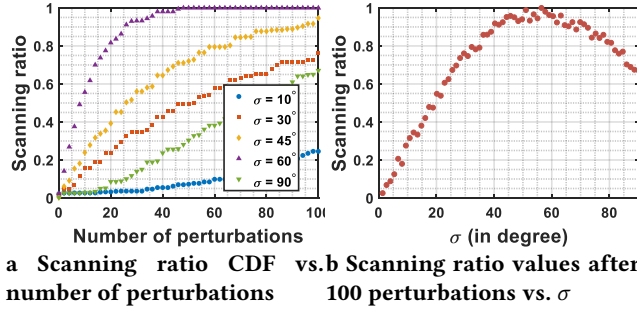 Scanning ratio
1
0.8
0.6
0.4
0.2
0
0 20 40 60 80 100
Number of perturbations
σ = 10°
σ = 30°
σ = 45°
σ = 60°
σ = 90°
a Scanning ratio CDF vs.
number of perturbations
Scanning ratio
1
0.8
0.6
0.4
0.2
0
0 20 40 60 80
σ (in degree)
b Scanning ratio values after
100 perturbations vs. σ